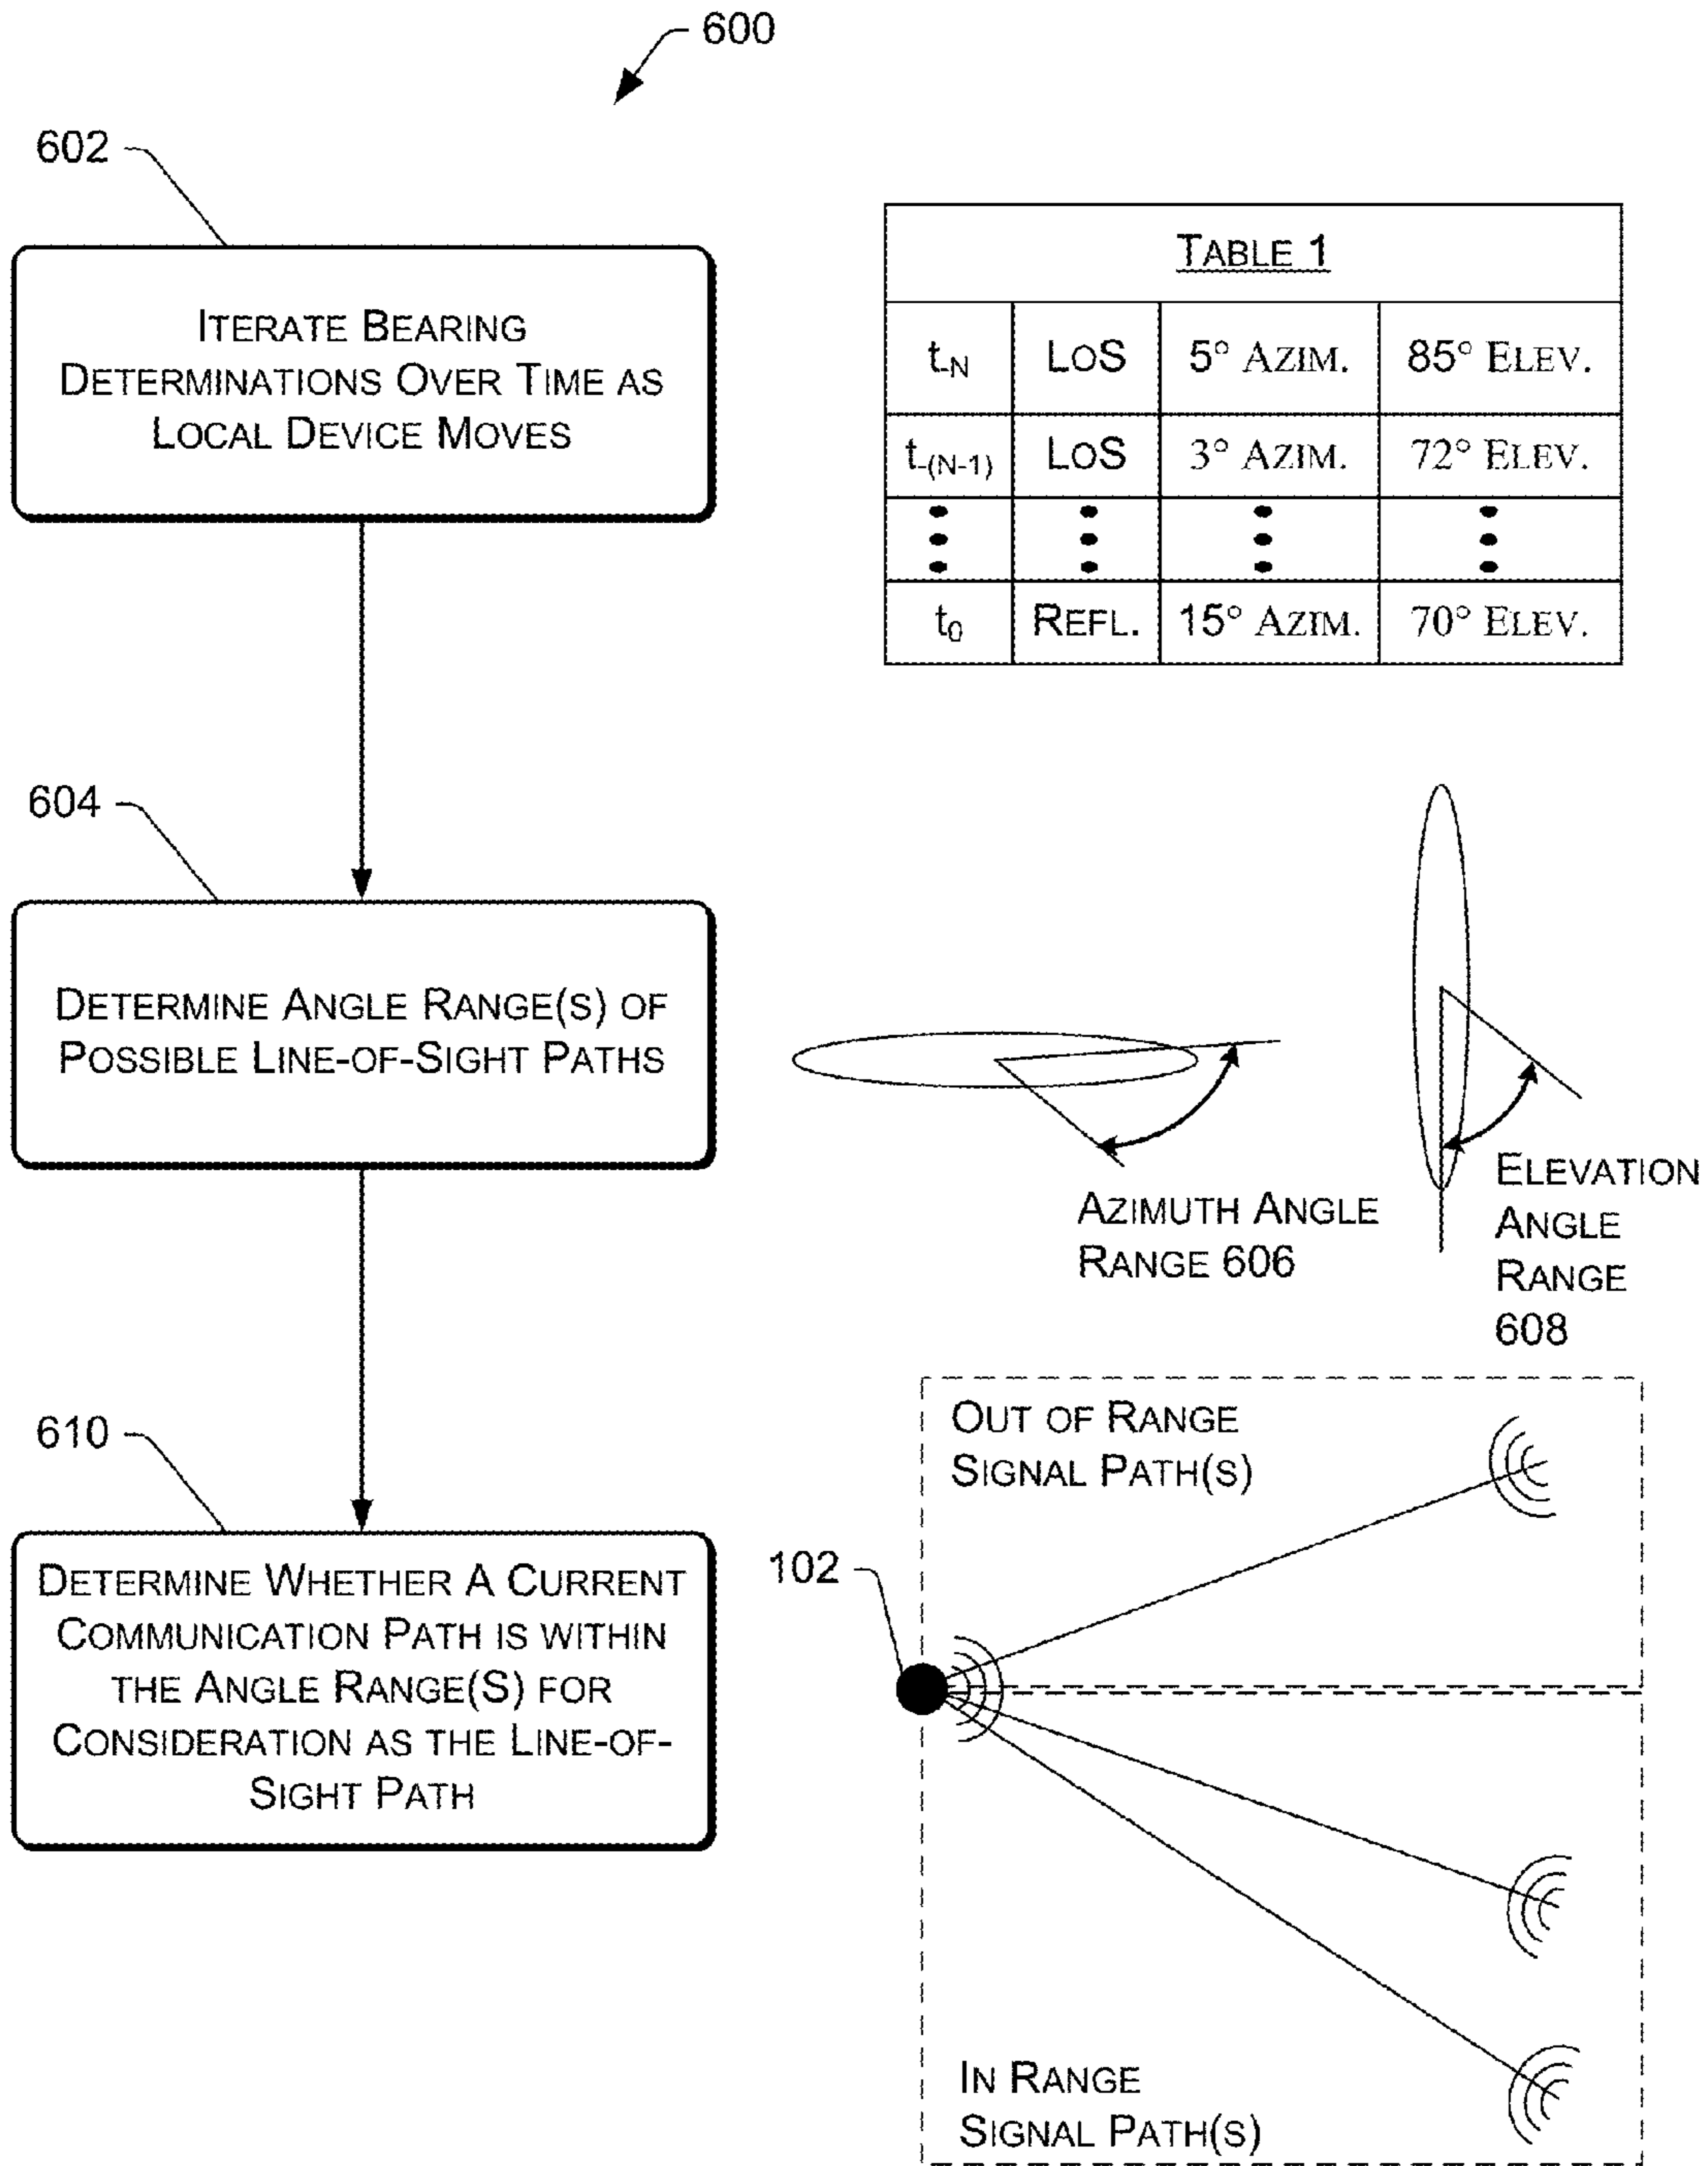 600
602
ITERATE BEARING
DETERMINATIONS OVER TIME AS
LOCAL DEVICE MOVES
TABLE 1
t-N LOS 5° AZIM. 85° ELEV.
t-(N-1) LOS 3° AZIM. 72° ELEV.
t0 REFL. 15° AZIM. 70° ELEV.
604
DETERMINE ANGLE RANGE(S) OF
POSSIBLE LINE-OF-SIGHT PATHS
AZIMUTH ANGLE
RANGE 606
ELEVATION
ANGLE
RANGE
608
610
DETERMINE WHETHER A CURRENT
COMMUNICATION PATH IS WITHIN
THE ANGLE RANGE(S) FOR
CONSIDERATION AS THE LINE-OF-
SIGHT PATH
OUT OF RANGE
SIGNAL PATH(S)
102
IN RANGE
SIGNAL PATH(S)